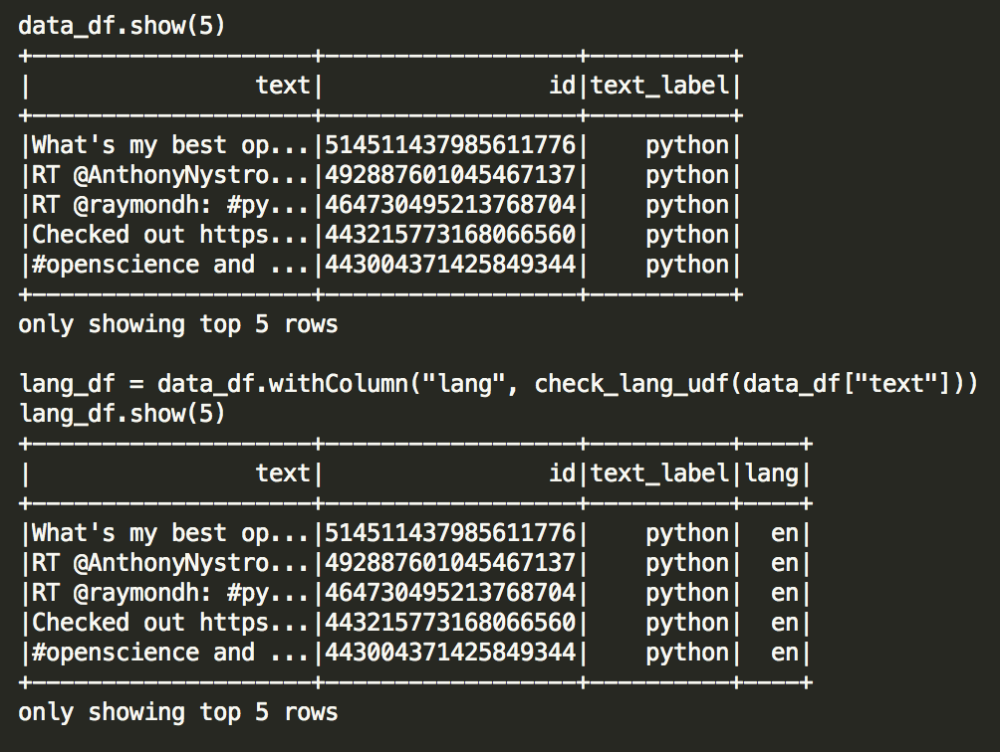 data_df.show(5)
+--------------------+------------------+----------+
|                text|                id|text_label|
+--------------------+------------------+----------+
|What's my best op...|514511437985611776|    python|
|RT @AnthonyNystro...|492887601045467137|    python|
|RT @raymondh: #py...|464730495213768704|    python|
|Checked out https...|443215773168066560|    python|
|#openscience and ...|443004371425849344|    python|
+--------------------+------------------+----------+
only showing top 5 rows

lang_df = data_df.withColumn("lang", check_lang_udf(data_df["text"]))
lang_df.show(5)
+--------------------+------------------+----------+----+
|                text|                id|text_label|lang|
+--------------------+------------------+----------+----+
|What's my best op...|514511437985611776|    python|  en|
|RT @AnthonyNystro...|492887601045467137|    python|  en|
|RT @raymondh: #py...|464730495213768704|    python|  en|
|Checked out https...|443215773168066560|    python|  en|
|#openscience and ...|443004371425849344|    python|  en|
+--------------------+------------------+----------+----+
only showing top 5 rows